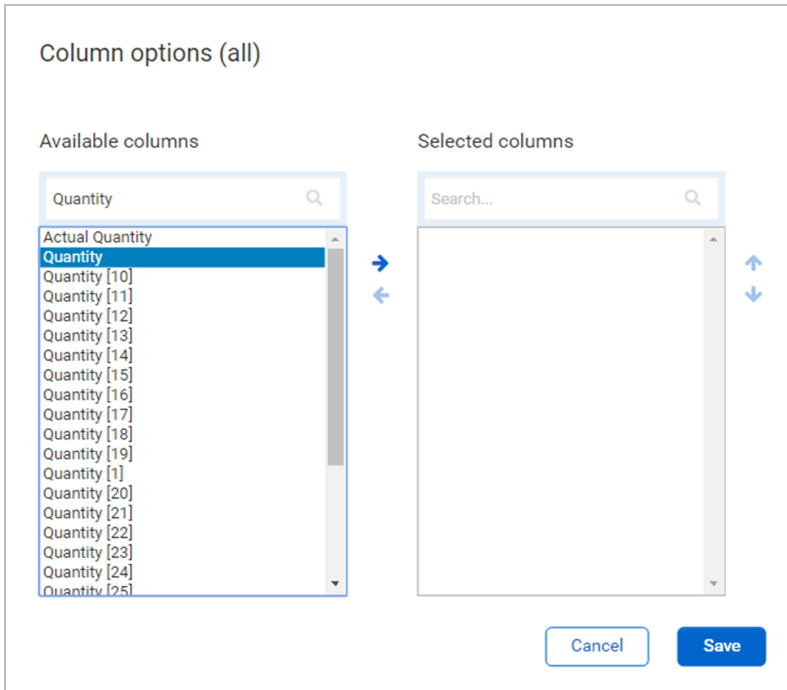 Column options (all)
Available columns
Selected columns
Quantity
Search...
Actual Quantity
Quantity
Quantity [10]
Quantity [11]
Quantity [12]
Quantity [13]
Quantity [14]
Quantity [15]
Quantity [16]
Quantity [17]
Quantity [18]
Quantity [19]
Quantity [1]
Quantity [20]
Quantity [21]
Quantity [22]
Quantity [23]
Quantity [24]
Quantity [25]
Cancel
Save